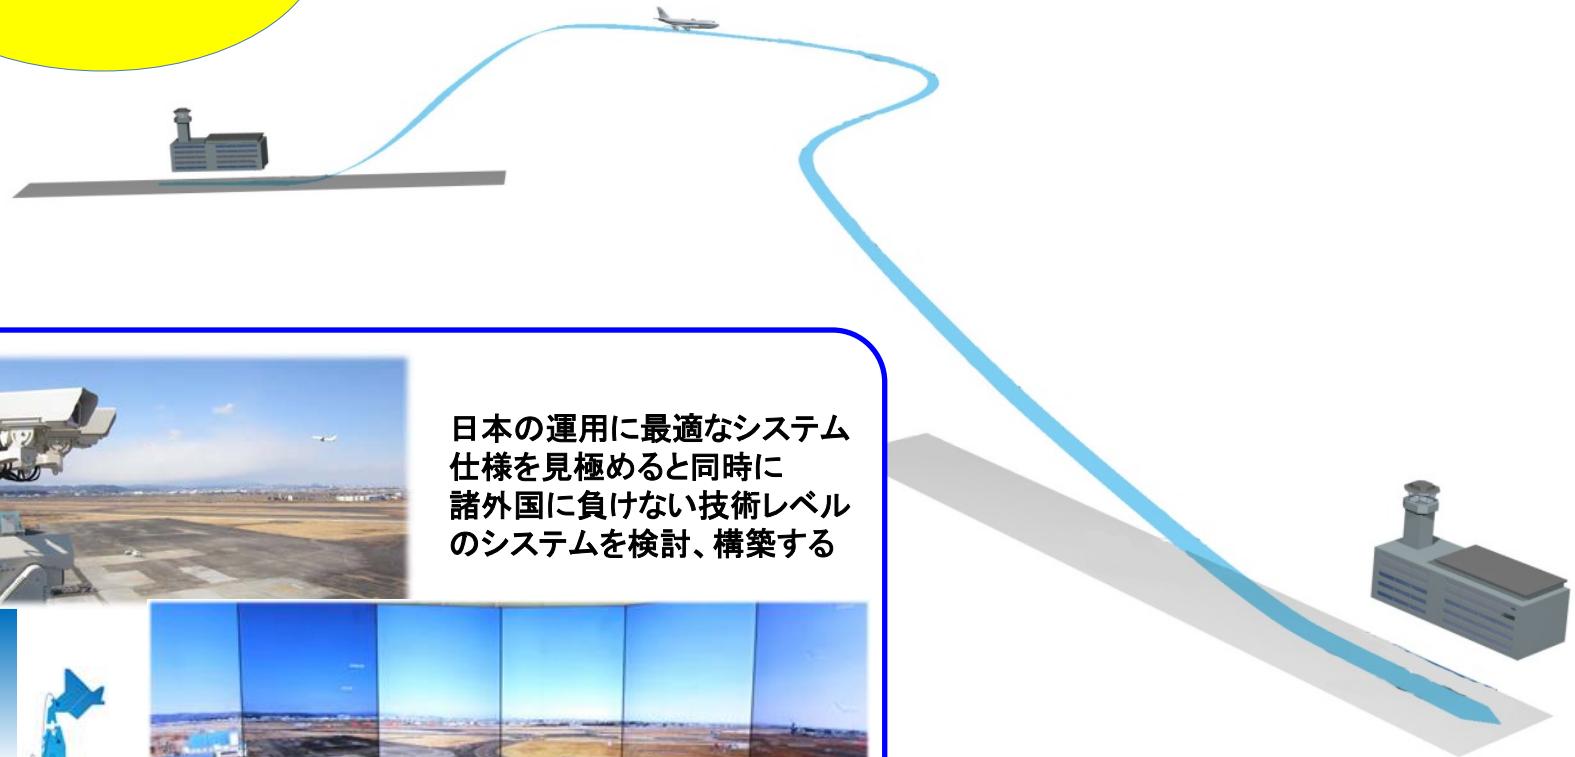 日本の運用に最適なシステム
仕様を見極めると同時に
諸外国に負けない技術レベル
のシステムを検討、構築する